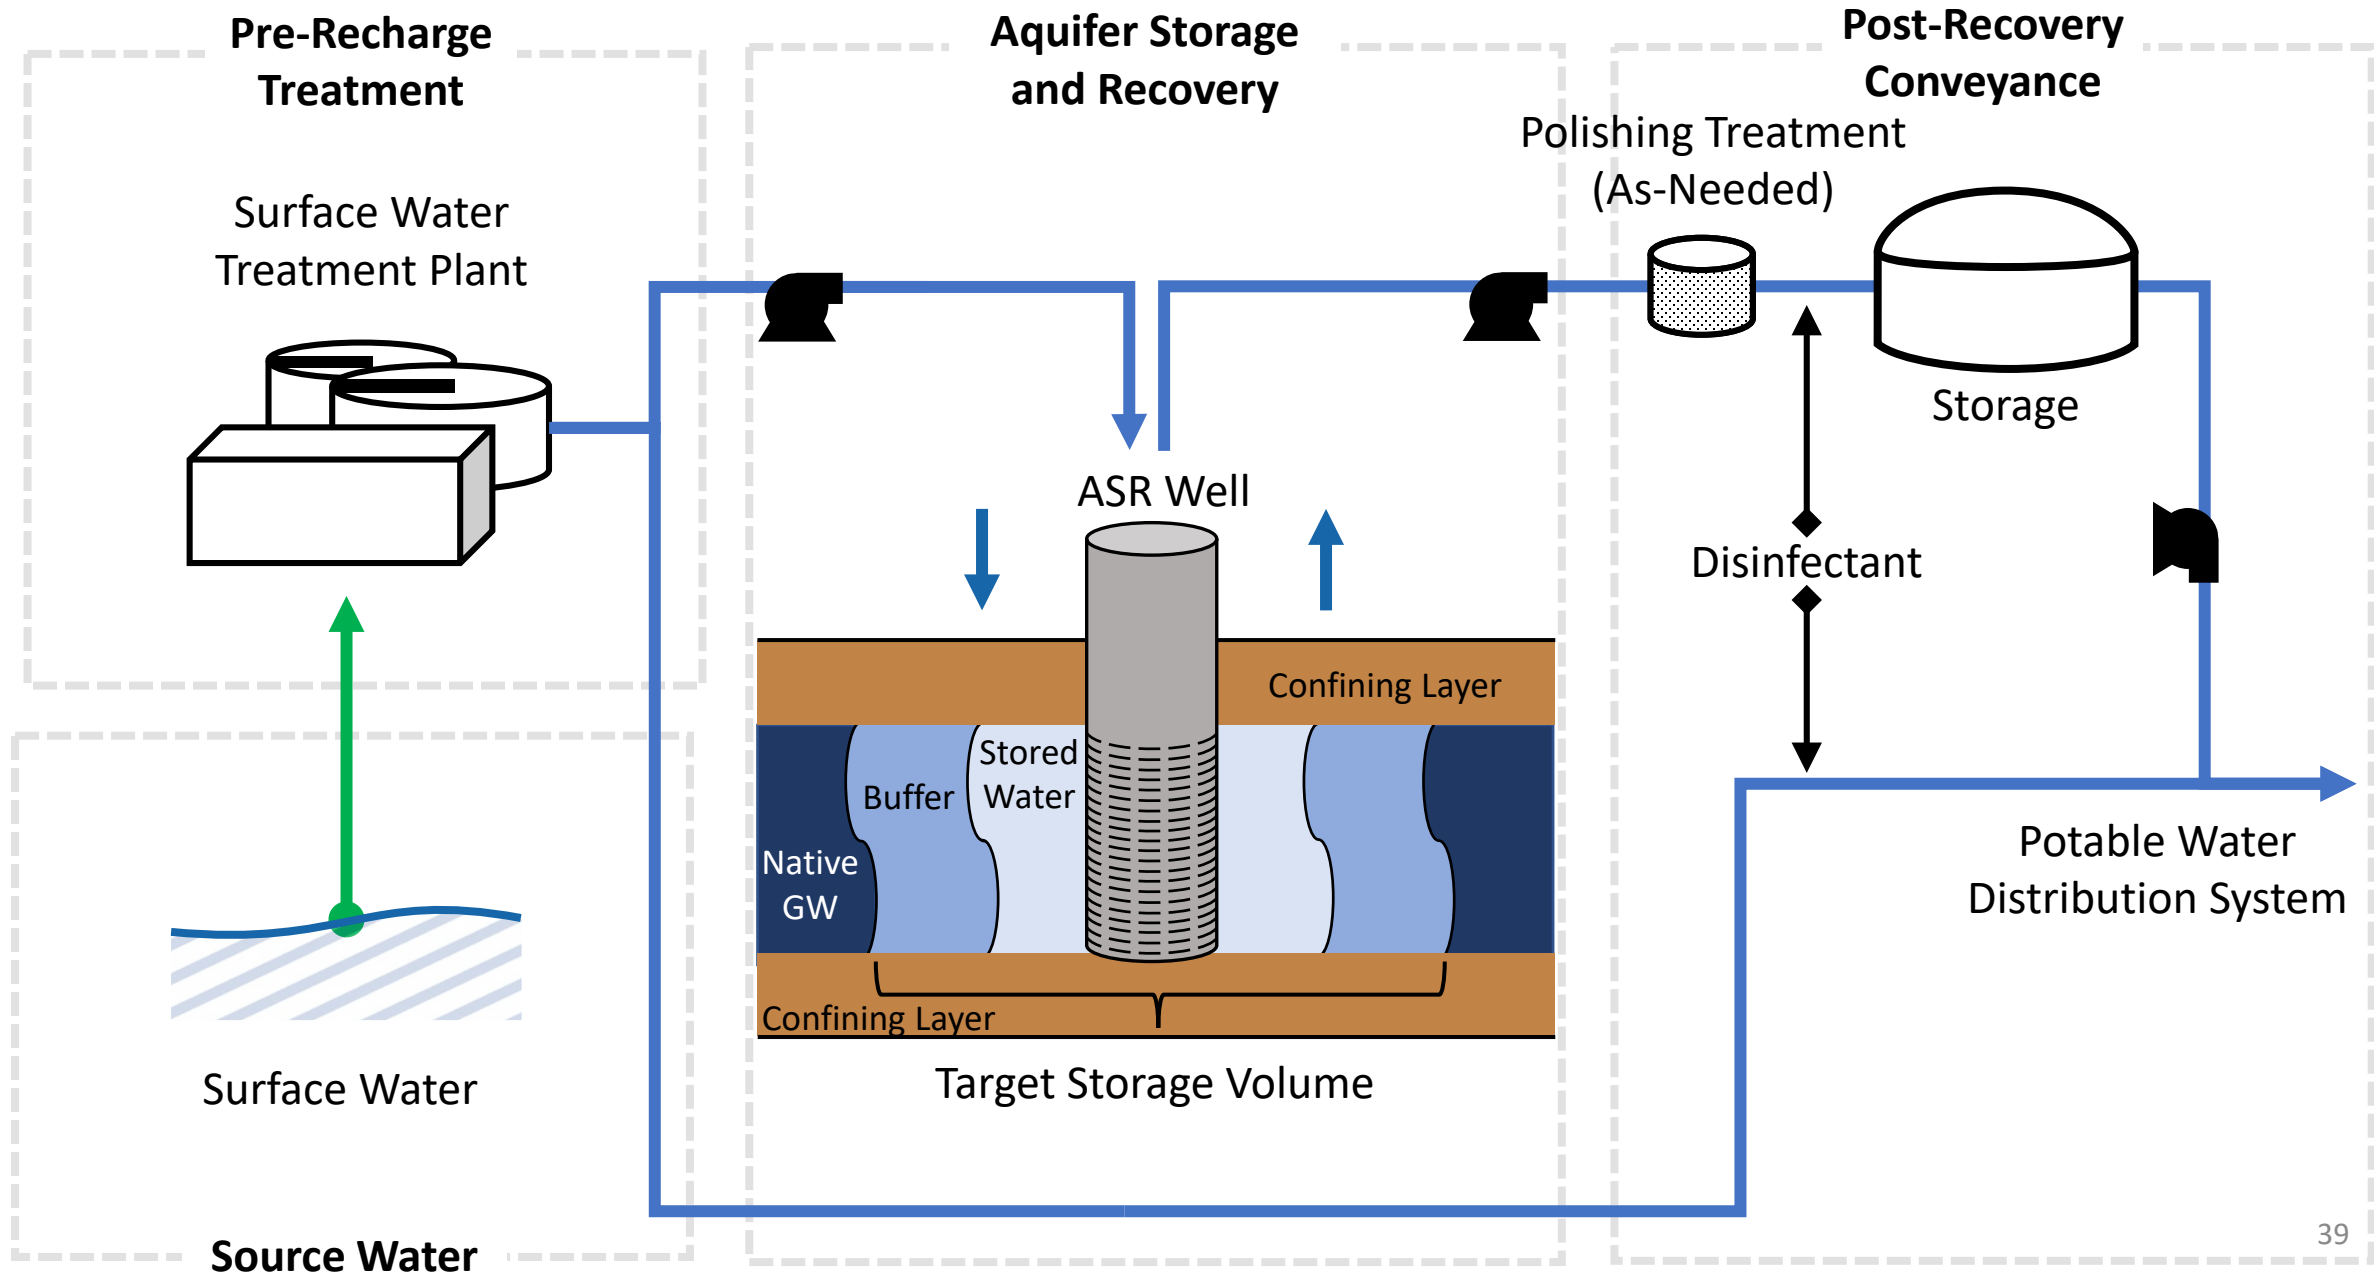 Pre-Recharge
Treatment
Surface Water
Treatment Plant
Surface Water
Source Water
Aquifer Storage
and Recovery
ASR Well
Confining Layer
Stored
Water
Buffer
Native
GW
Confining Layer
Target Storage Volume
Post-Recovery
Conveyance
Polishing Treatment
(As-Needed)
Storage
Disinfectant
Potable Water
Distribution System
39